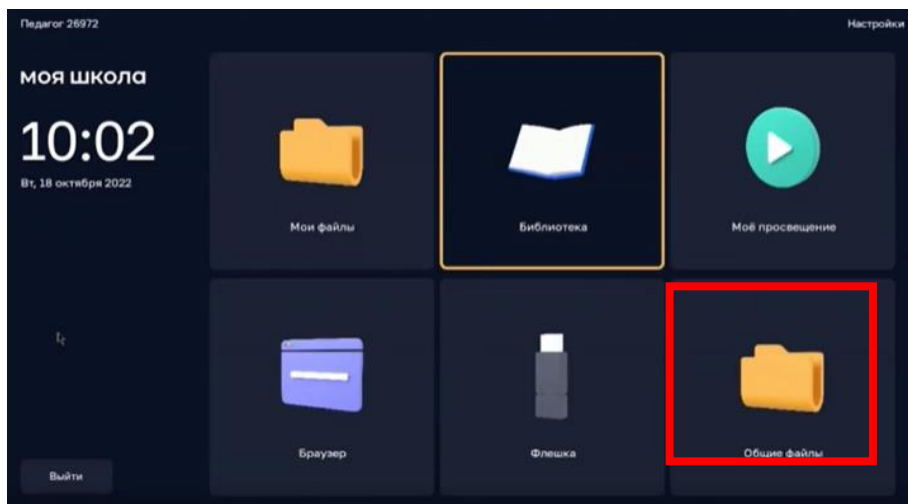 Педагог 26972
Настройки
моя школа
10:02
Вт, 18 октября 2022
Мои файлы
Библиотека
Моё просвещение
Браузер
Флешка
Общие файлы
Выйти